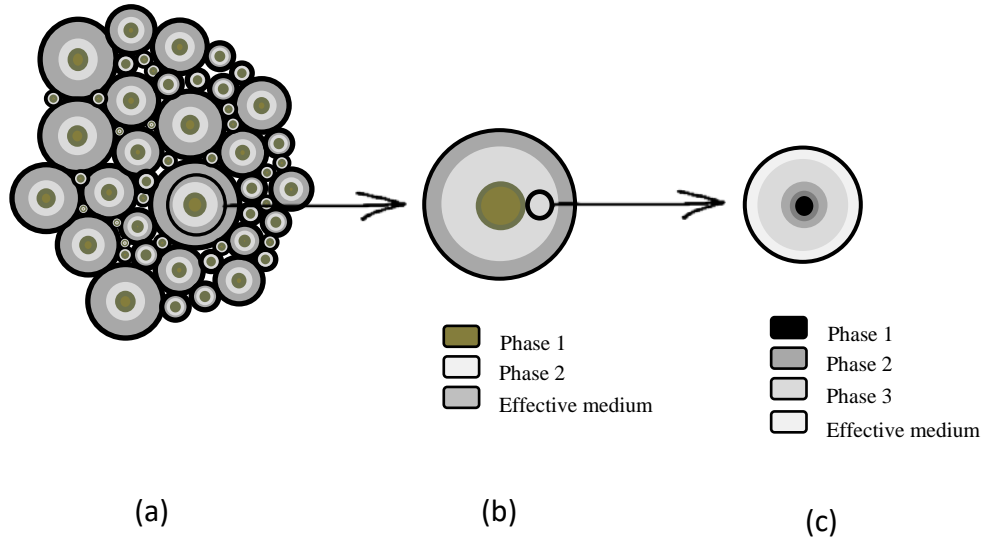 Phase 1
Phase 2
Effective medium
Phase 1
Phase 2
Phase 3
Effective medium
(a)
(b)
(c)